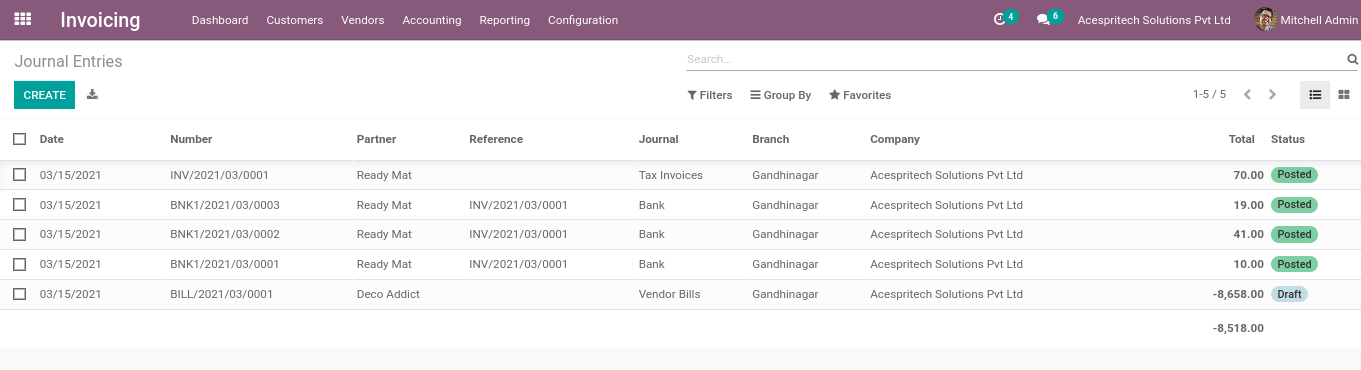 Invoicing Dashboard Customers Vendors Accounting Reporting Configuration 4 6 Acespritech Solutions Pvt Ltd Mitchell Admin
Journal Entries Search...
CREATE Filters Group By Favorites 1-5 / 5
Date Number Partner Reference Journal Branch Company Total Status
03/15/2021 INV/2021/03/0001 Ready Mat Tax Invoices Gandhinagar Acespritech Solutions Pvt Ltd 70.00 Posted
03/15/2021 BNK1/2021/03/0003 Ready Mat INV/2021/03/0001 Bank Gandhinagar Acespritech Solutions Pvt Ltd 19.00 Posted
03/15/2021 BNK1/2021/03/0002 Ready Mat INV/2021/03/0001 Bank Gandhinagar Acespritech Solutions Pvt Ltd 41.00 Posted
03/15/2021 BNK1/2021/03/0001 Ready Mat INV/2021/03/0001 Bank Gandhinagar Acespritech Solutions Pvt Ltd 10.00 Posted
03/15/2021 BILL/2021/03/0001 Deco Addict Vendor Bills Gandhinagar Acespritech Solutions Pvt Ltd -8,658.00 Draft
-8,518.00